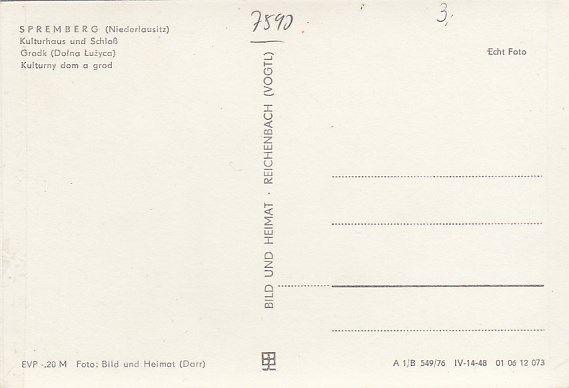 7590
3,-
SPREMBERG (Niederlausitz)
Kulturhaus und Schloß
Grodk (Dolna Lužyca)
Kulturny dom a grod
Echt Foto
BILD UND HEIMAT · REICHENBACH (VOGTL)
EVP -,20 M Foto: Bild und Heimat (Darr)
A 1/B 549/76 IV-14-48 01 06 12 073